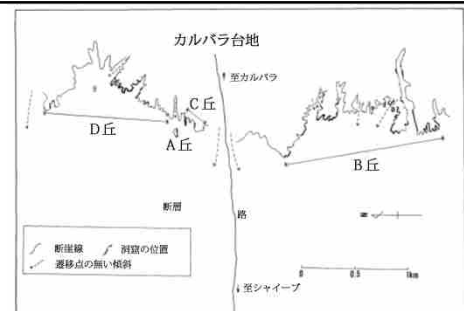 カルバラ台地
至カルバラ
C丘
D丘
A丘
B丘
断層
路
断崖線
洞窟の位置
遷移点の無い傾斜
0 0.5 1km
至シャイーブ